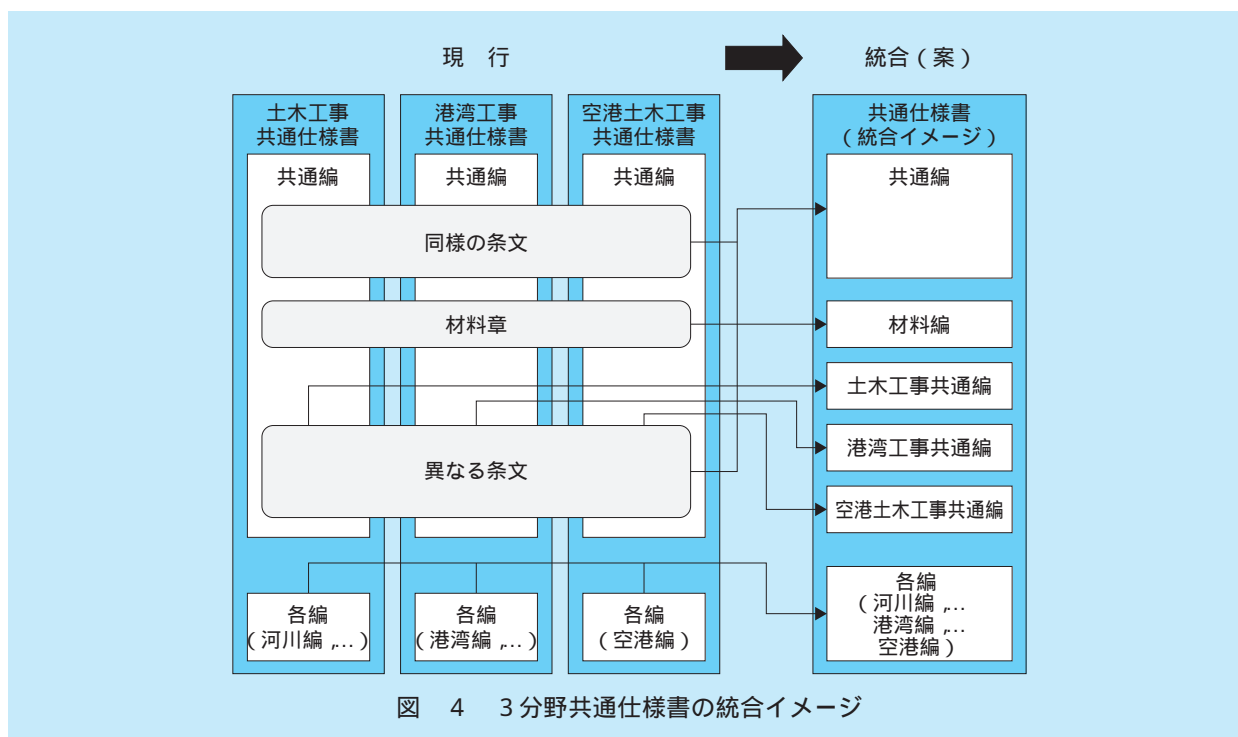 現 行
統合(案)
土木工事
共通仕様書
港湾工事
共通仕様書
空港土木工事
共通仕様書
共通仕様書
(統合イメージ)
共通編
共通編
共通編
共通編
同様の条文
材料章
材料編
土木工事共通編
異なる条文
港湾工事共通編
空港土木工事共通編
各編
(河川編,…)
各編
(港湾編,…)
各編
(空港編)
各編
(河川編,…
港湾編,…
空港編)
図 4 3分野共通仕様書の統合イメージ